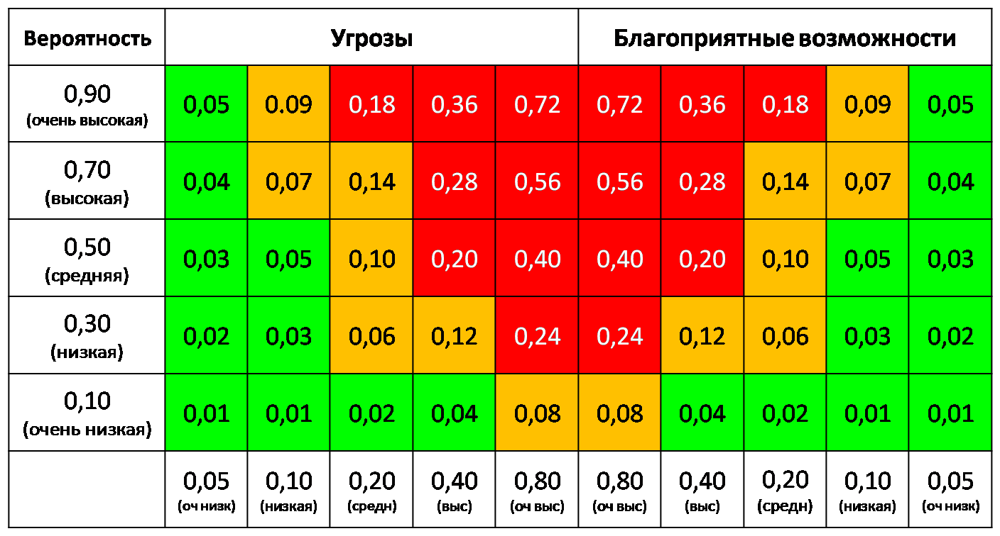 Вероятность Угрозы Благоприятные возможности
0,90
(очень высокая)
0,05 0.09 0,18 0,36 0,72 0,72 0,36 0,18 0,09 0,05
0,70
(высокая)
0,04 0,07 0,14 0,28 0,56 0,56 0,28 0,14 0,07 0,04
0,50
(средняя)
0,03 0,05 0,10 0,20 0,40 0,40 0,20 0,10 0,05 0,03
0,30
(низкая)
0,02 0,03 0,06 0,12 0,24 0,24 0,12 0,06 0,03 0,02
0,10
(очень низкая)
0,01 0,01 0,02 0,04 0,08 0,08 0,04 0,02 0,01 0,01
0,05 0,10 0,20 0,40 0,80 0,80 0,40 0,20 0,10 0,05
(оч низк) (низкая) (средн) (выс) (оч выс) (оч выс) (выс) (средн) (низкая) (оч низк)